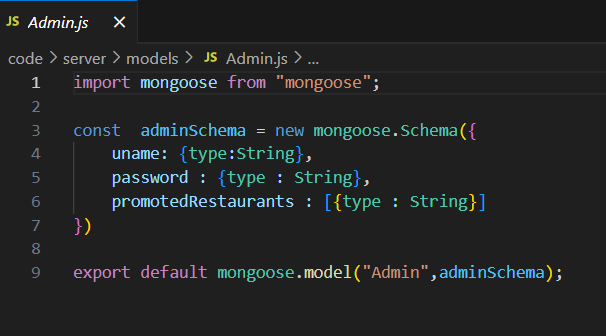 JS Admin.js ×
code > server > models > JS Admin.js > ...
1 import mongoose from "mongoose";
2
3 const  adminSchema = new mongoose.Schema({
4     uname: {type:String},
5     password : {type : String},
6     promotedRestaurants : [{type : String}]
7 })
8
9 export default mongoose.model("Admin",adminSchema);